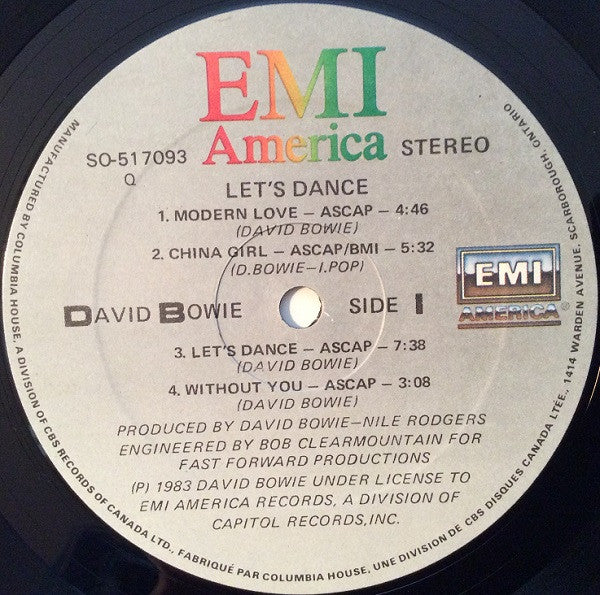 EMI
America
SO-517093
Q
STEREO
LET'S DANCE
1. MODERN LOVE – ASCAP – 4:46
(DAVID BOWIE)
2. CHINA GIRL – ASCAP/BMI – 5:32
(D.BOWIE–I.POP)
DAVID BOWIE
SIDE 1
EMI
AMERICA®
3. LET'S DANCE – ASCAP – 7:38
(DAVID BOWIE)
4. WITHOUT YOU – ASCAP – 3:08
(DAVID BOWIE)
PRODUCED BY DAVID BOWIE–NILE RODGERS
ENGINEERED BY BOB CLEARMOUNTAIN FOR
FAST FORWARD PRODUCTIONS
(P) 1983 DAVID BOWIE UNDER LICENSE TO
EMI AMERICA RECORDS, A DIVISION OF
CAPITOL RECORDS,INC.
MANUFACTURED BY COLUMBIA HOUSE, A DIVISION OF CBS RECORDS OF CANADA LTD., FABRIQUÉ PAR COLUMBIA HOUSE, UNE DIVISION DE CBS DISQUES CANADA LTÉE., 1414 WARDEN AVENUE, SCARBOROUGH, ONTARIO